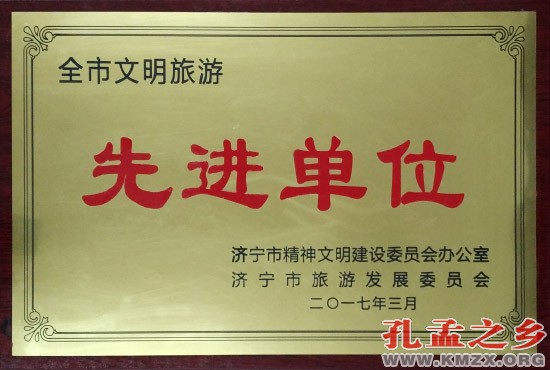 全市文明旅游
先进单位
济宁市精神文明建设委员会办公室
济宁市旅游发展委员会
二〇一七年三月
孔孟之乡
WWW.KMZX.ORG